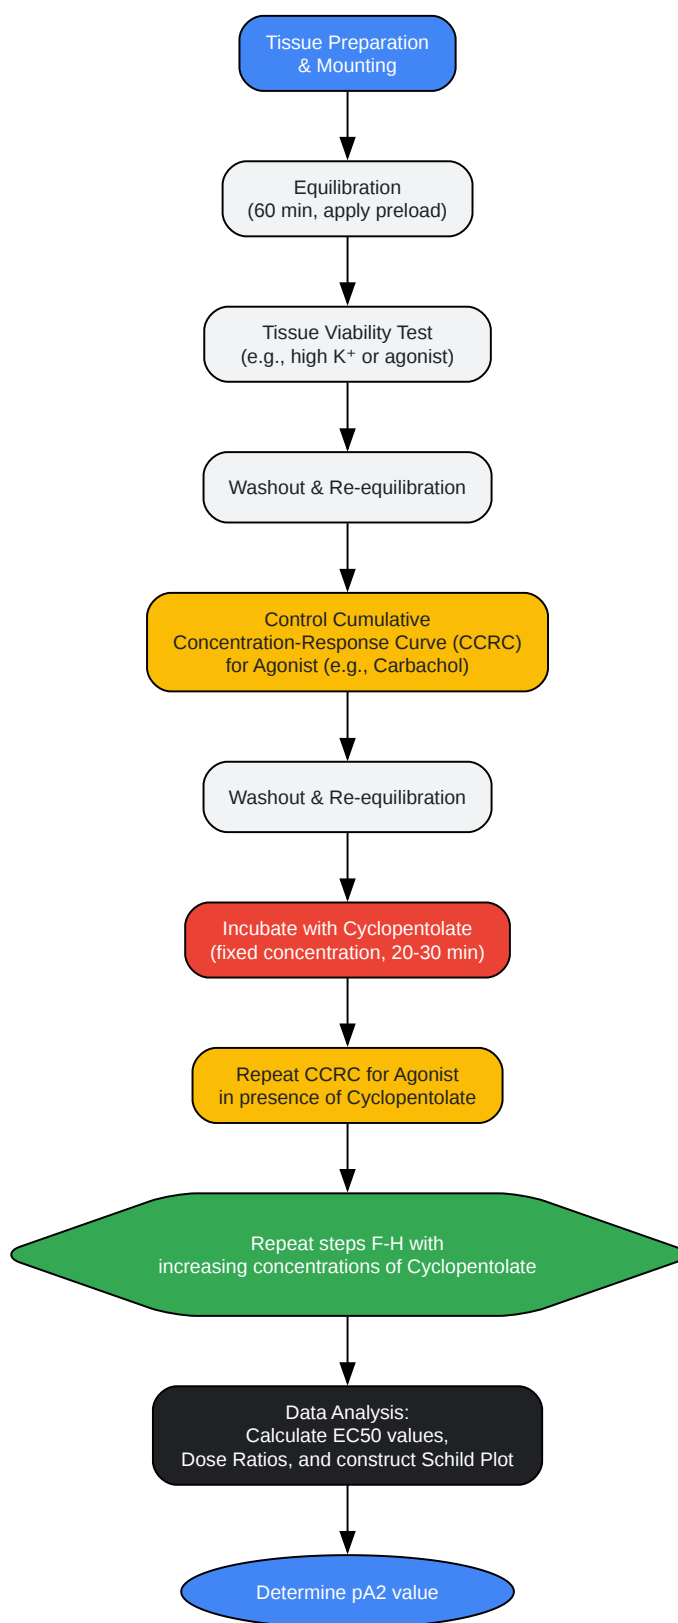 Tissue Preparation
& Mounting
Equilibration
(60 min, apply preload)
Tissue Viability Test
(e.g., high K⁺ or agonist)
Washout & Re-equilibration
Control Cumulative
Concentration-Response Curve (CCRC)
for Agonist (e.g., Carbachol)
Washout & Re-equilibration
Incubate with Cyclopentolate
(fixed concentration, 20-30 min)
Repeat CCRC for Agonist
in presence of Cyclopentolate
Repeat steps F-H with
increasing concentrations of Cyclopentolate
Data Analysis:
Calculate EC50 values,
Dose Ratios, and construct Schild Plot
Determine pA2 value